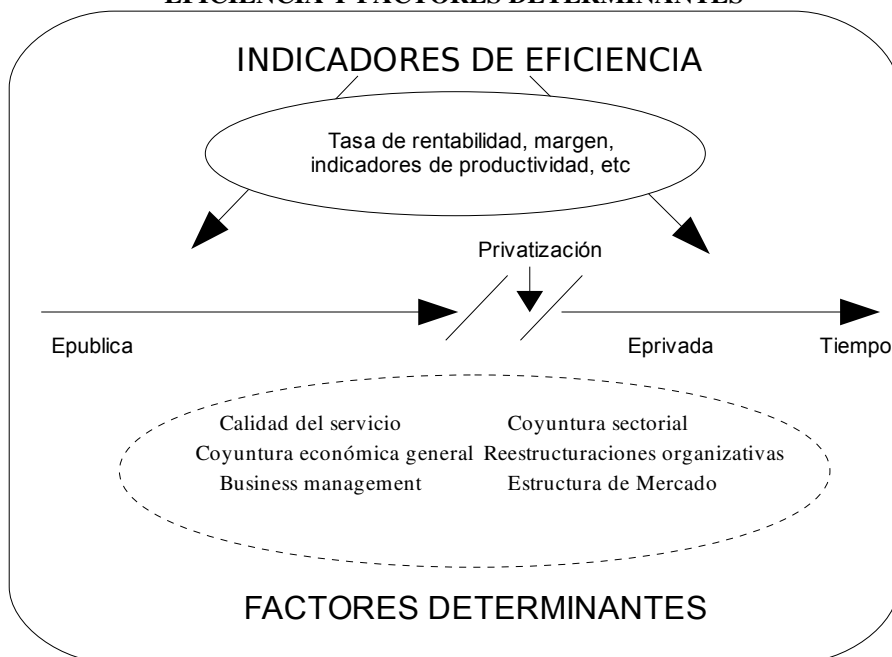 EFICIENCIA Y FACTORES DETERMINANTES
INDICADORES DE EFICIENCIA
Tasa de rentabilidad, margen,
indicadores de productividad, etc
Privatización
Epublica Eprivada Tiempo
Calidad del servicio Coyuntura sectorial
Coyuntura económica general Reestructuraciones organizativas
Business management Estructura de Mercado
FACTORES DETERMINANTES